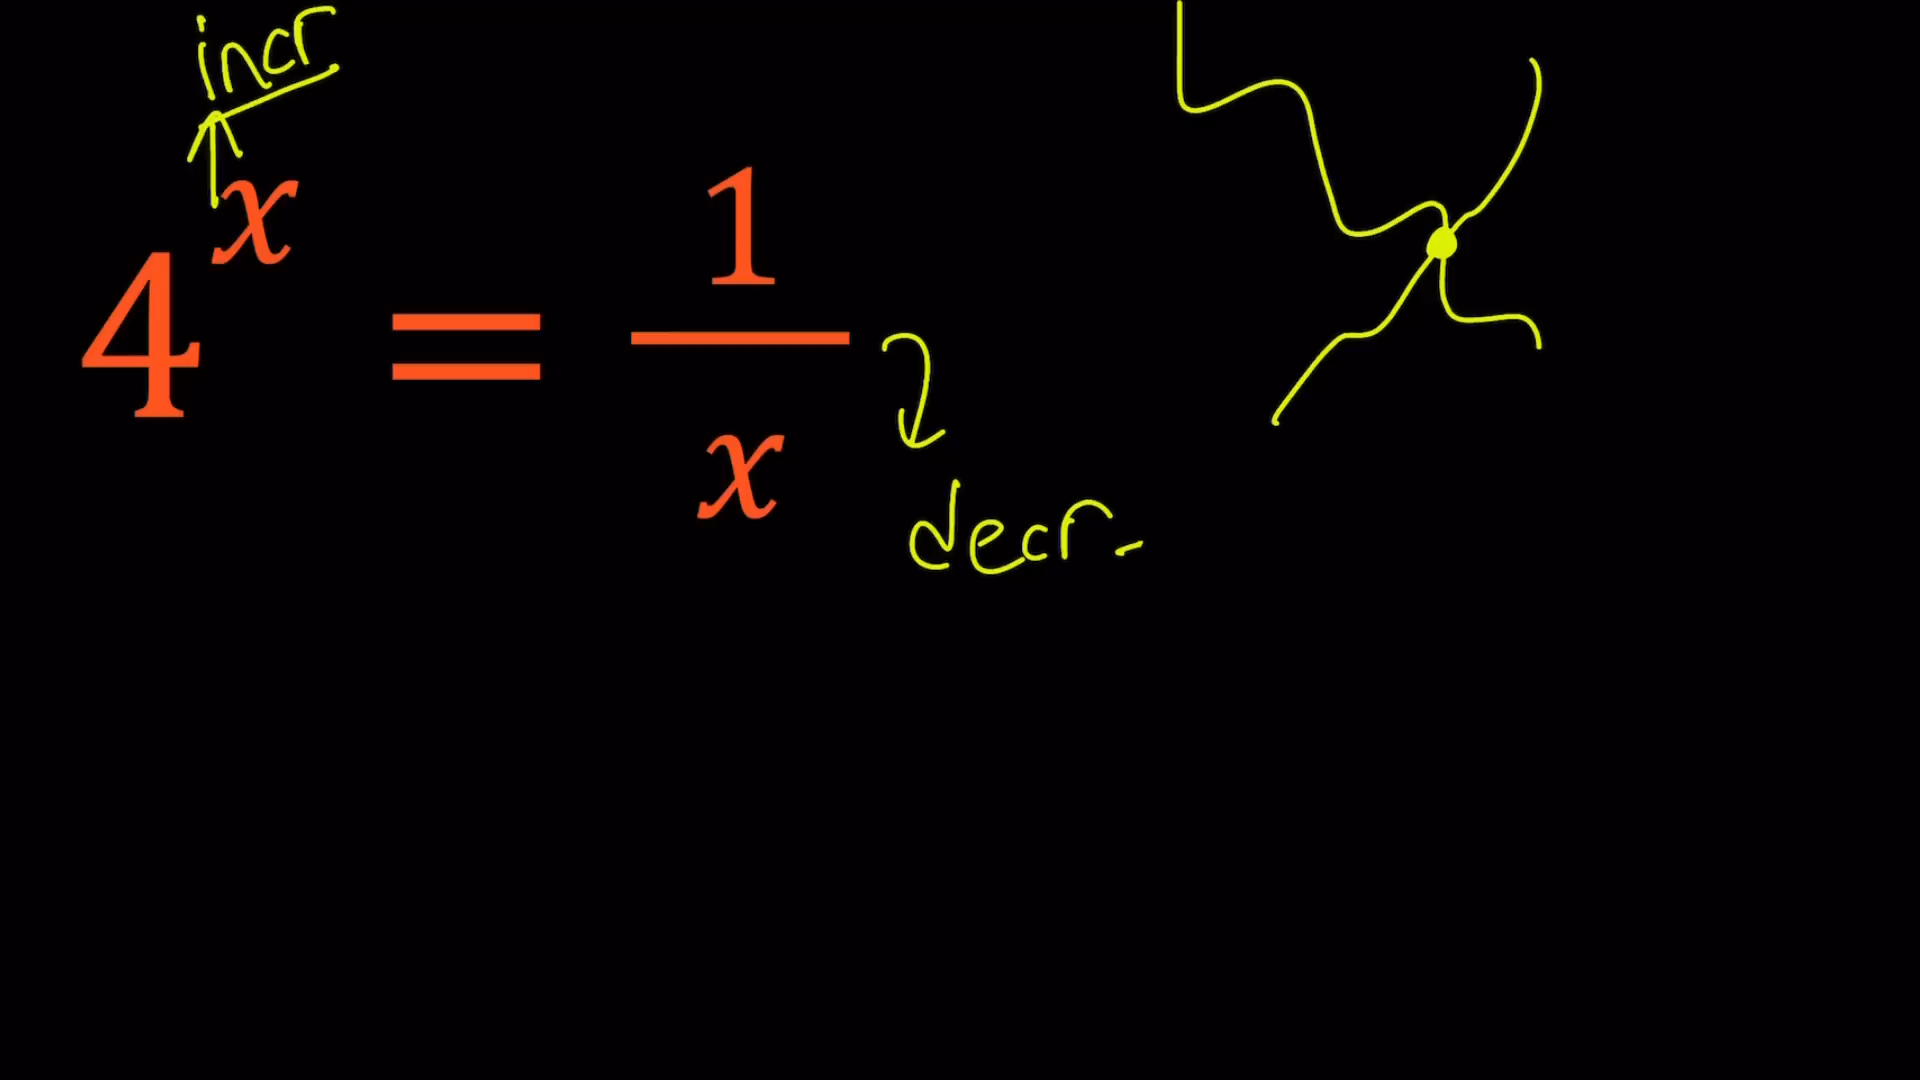 incr
4^x = 1/x
decr.